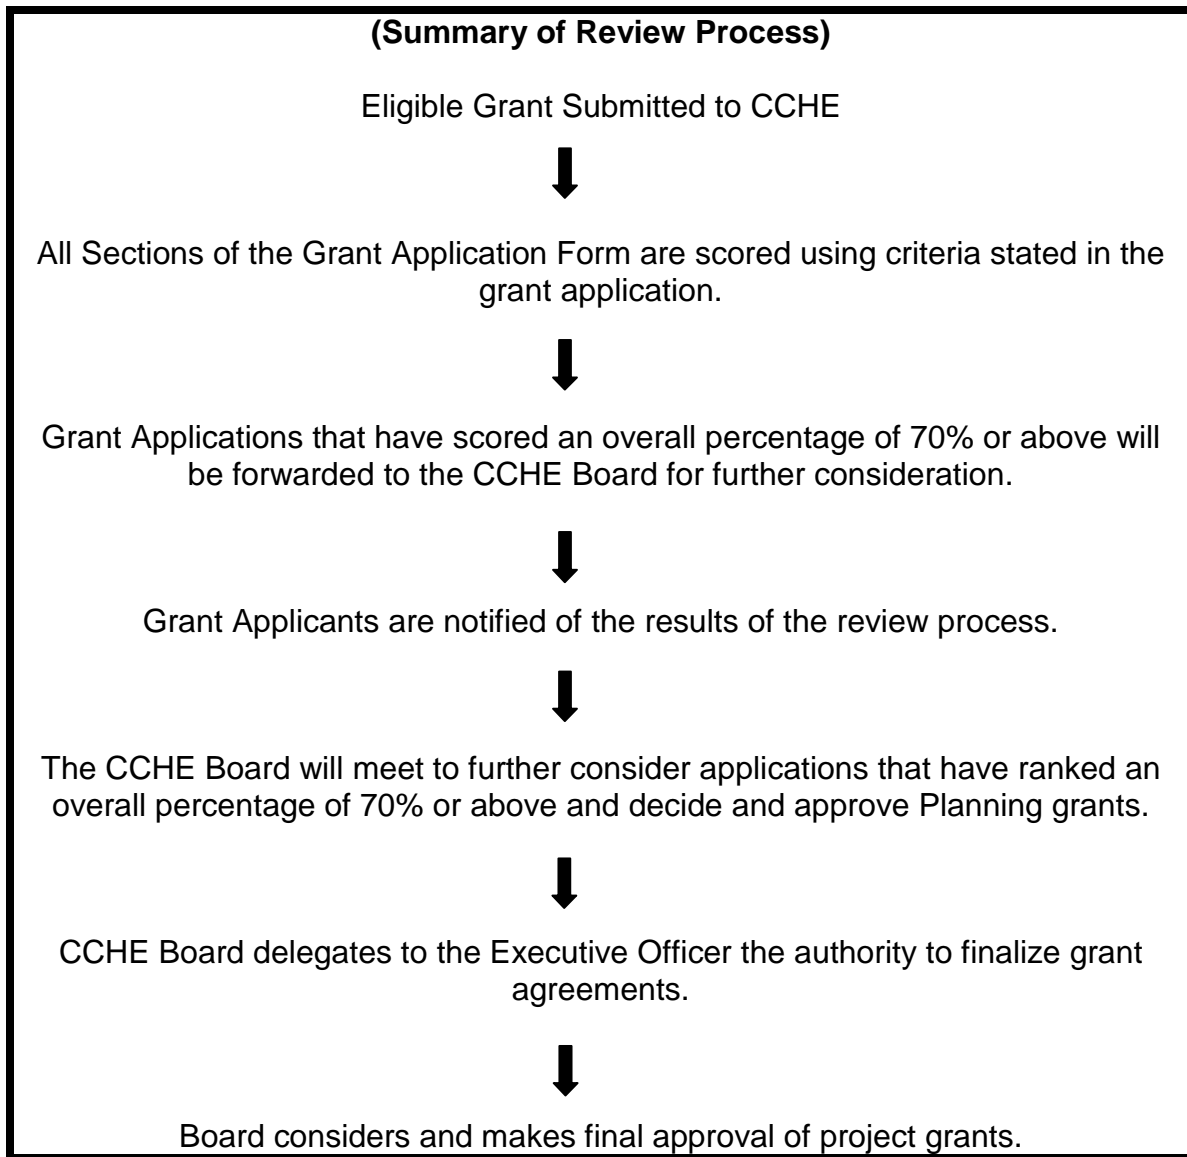 (Summary of Review Process)
Eligible Grant Submitted to CCHE
All Sections of the Grant Application Form are scored using criteria stated in the
grant application.
Grant Applications that have scored an overall percentage of 70% or above will
be forwarded to the CCHE Board for further consideration.
Grant Applicants are notified of the results of the review process.
The CCHE Board will meet to further consider applications that have ranked an
overall percentage of 70% or above and decide and approve Planning grants.
CCHE Board delegates to the Executive Officer the authority to finalize grant
agreements.
Board considers and makes final approval of project grants.